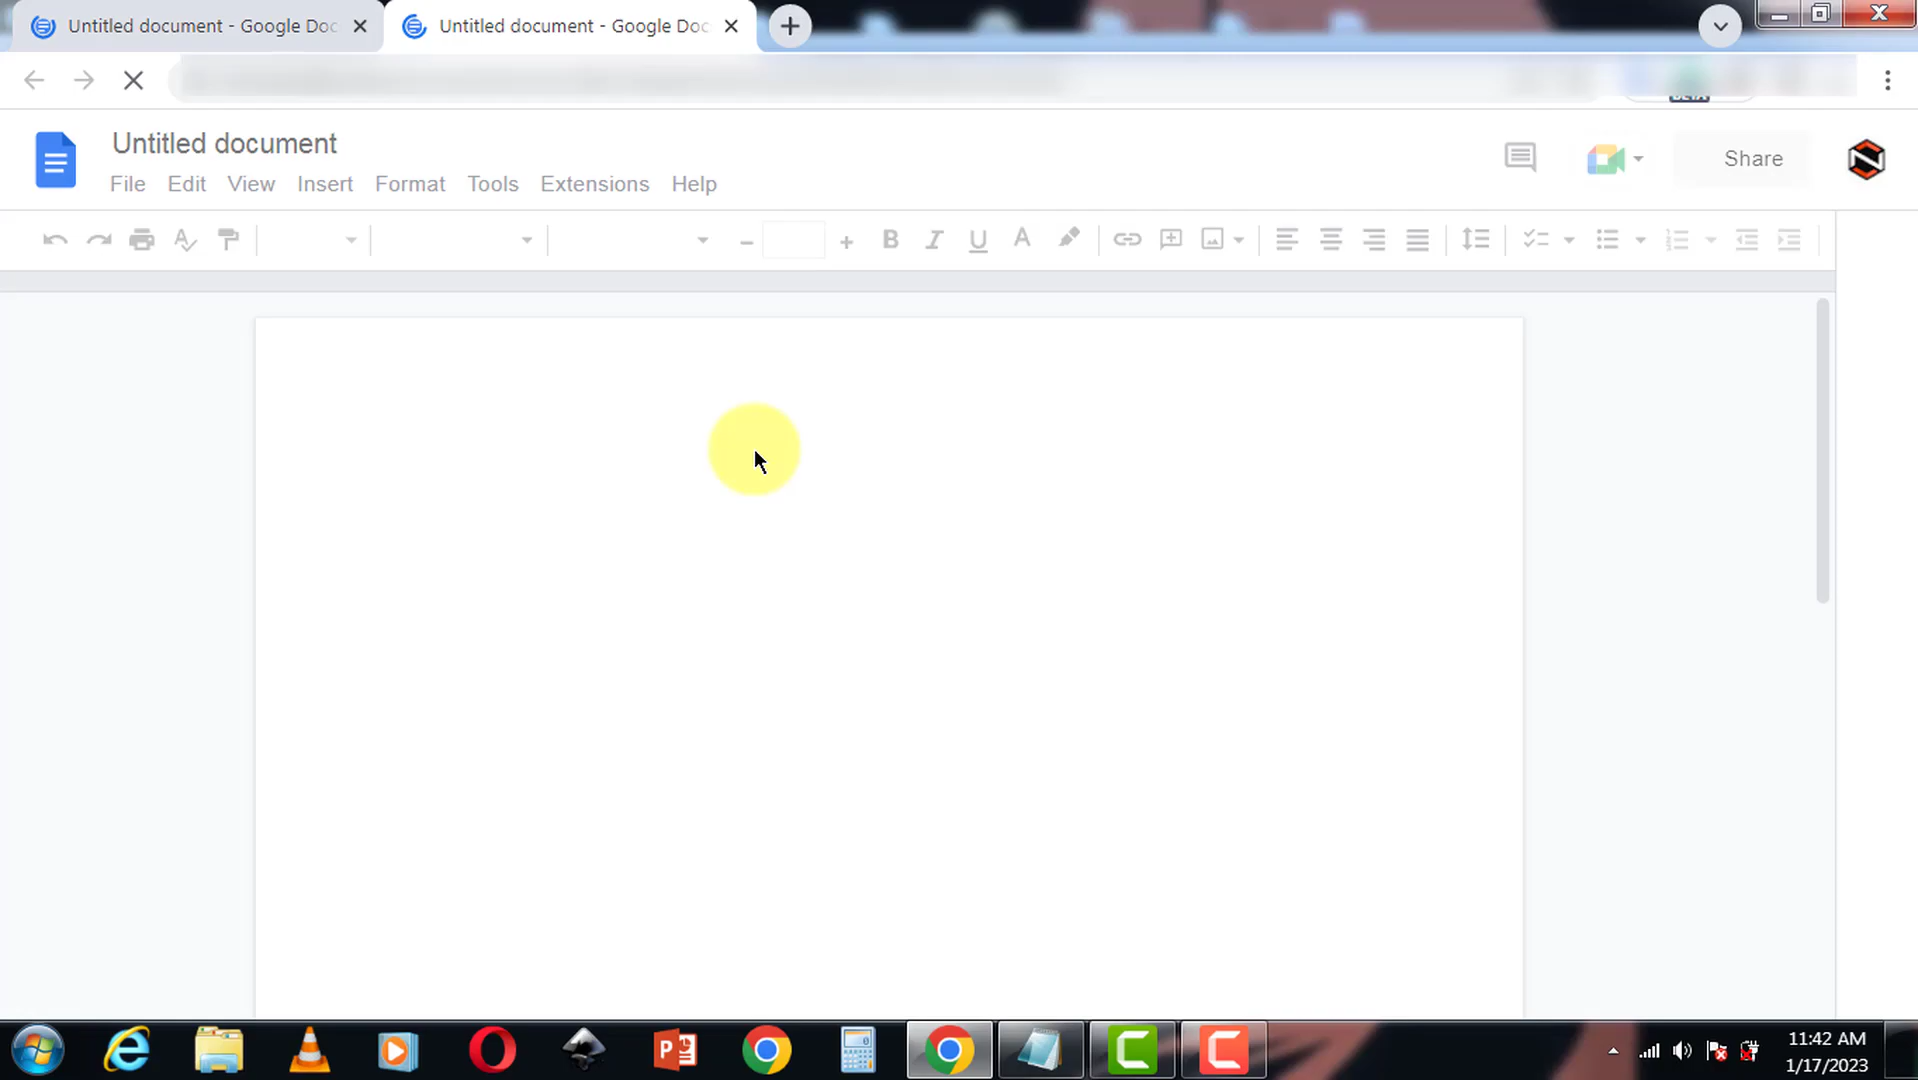 Untitled document - Google Doc
Untitled document - Google Doc
BETA
Untitled document
Share
File Edit View Insert Format Tools Extensions Help
B
A
11:42 AM
1/17/2023